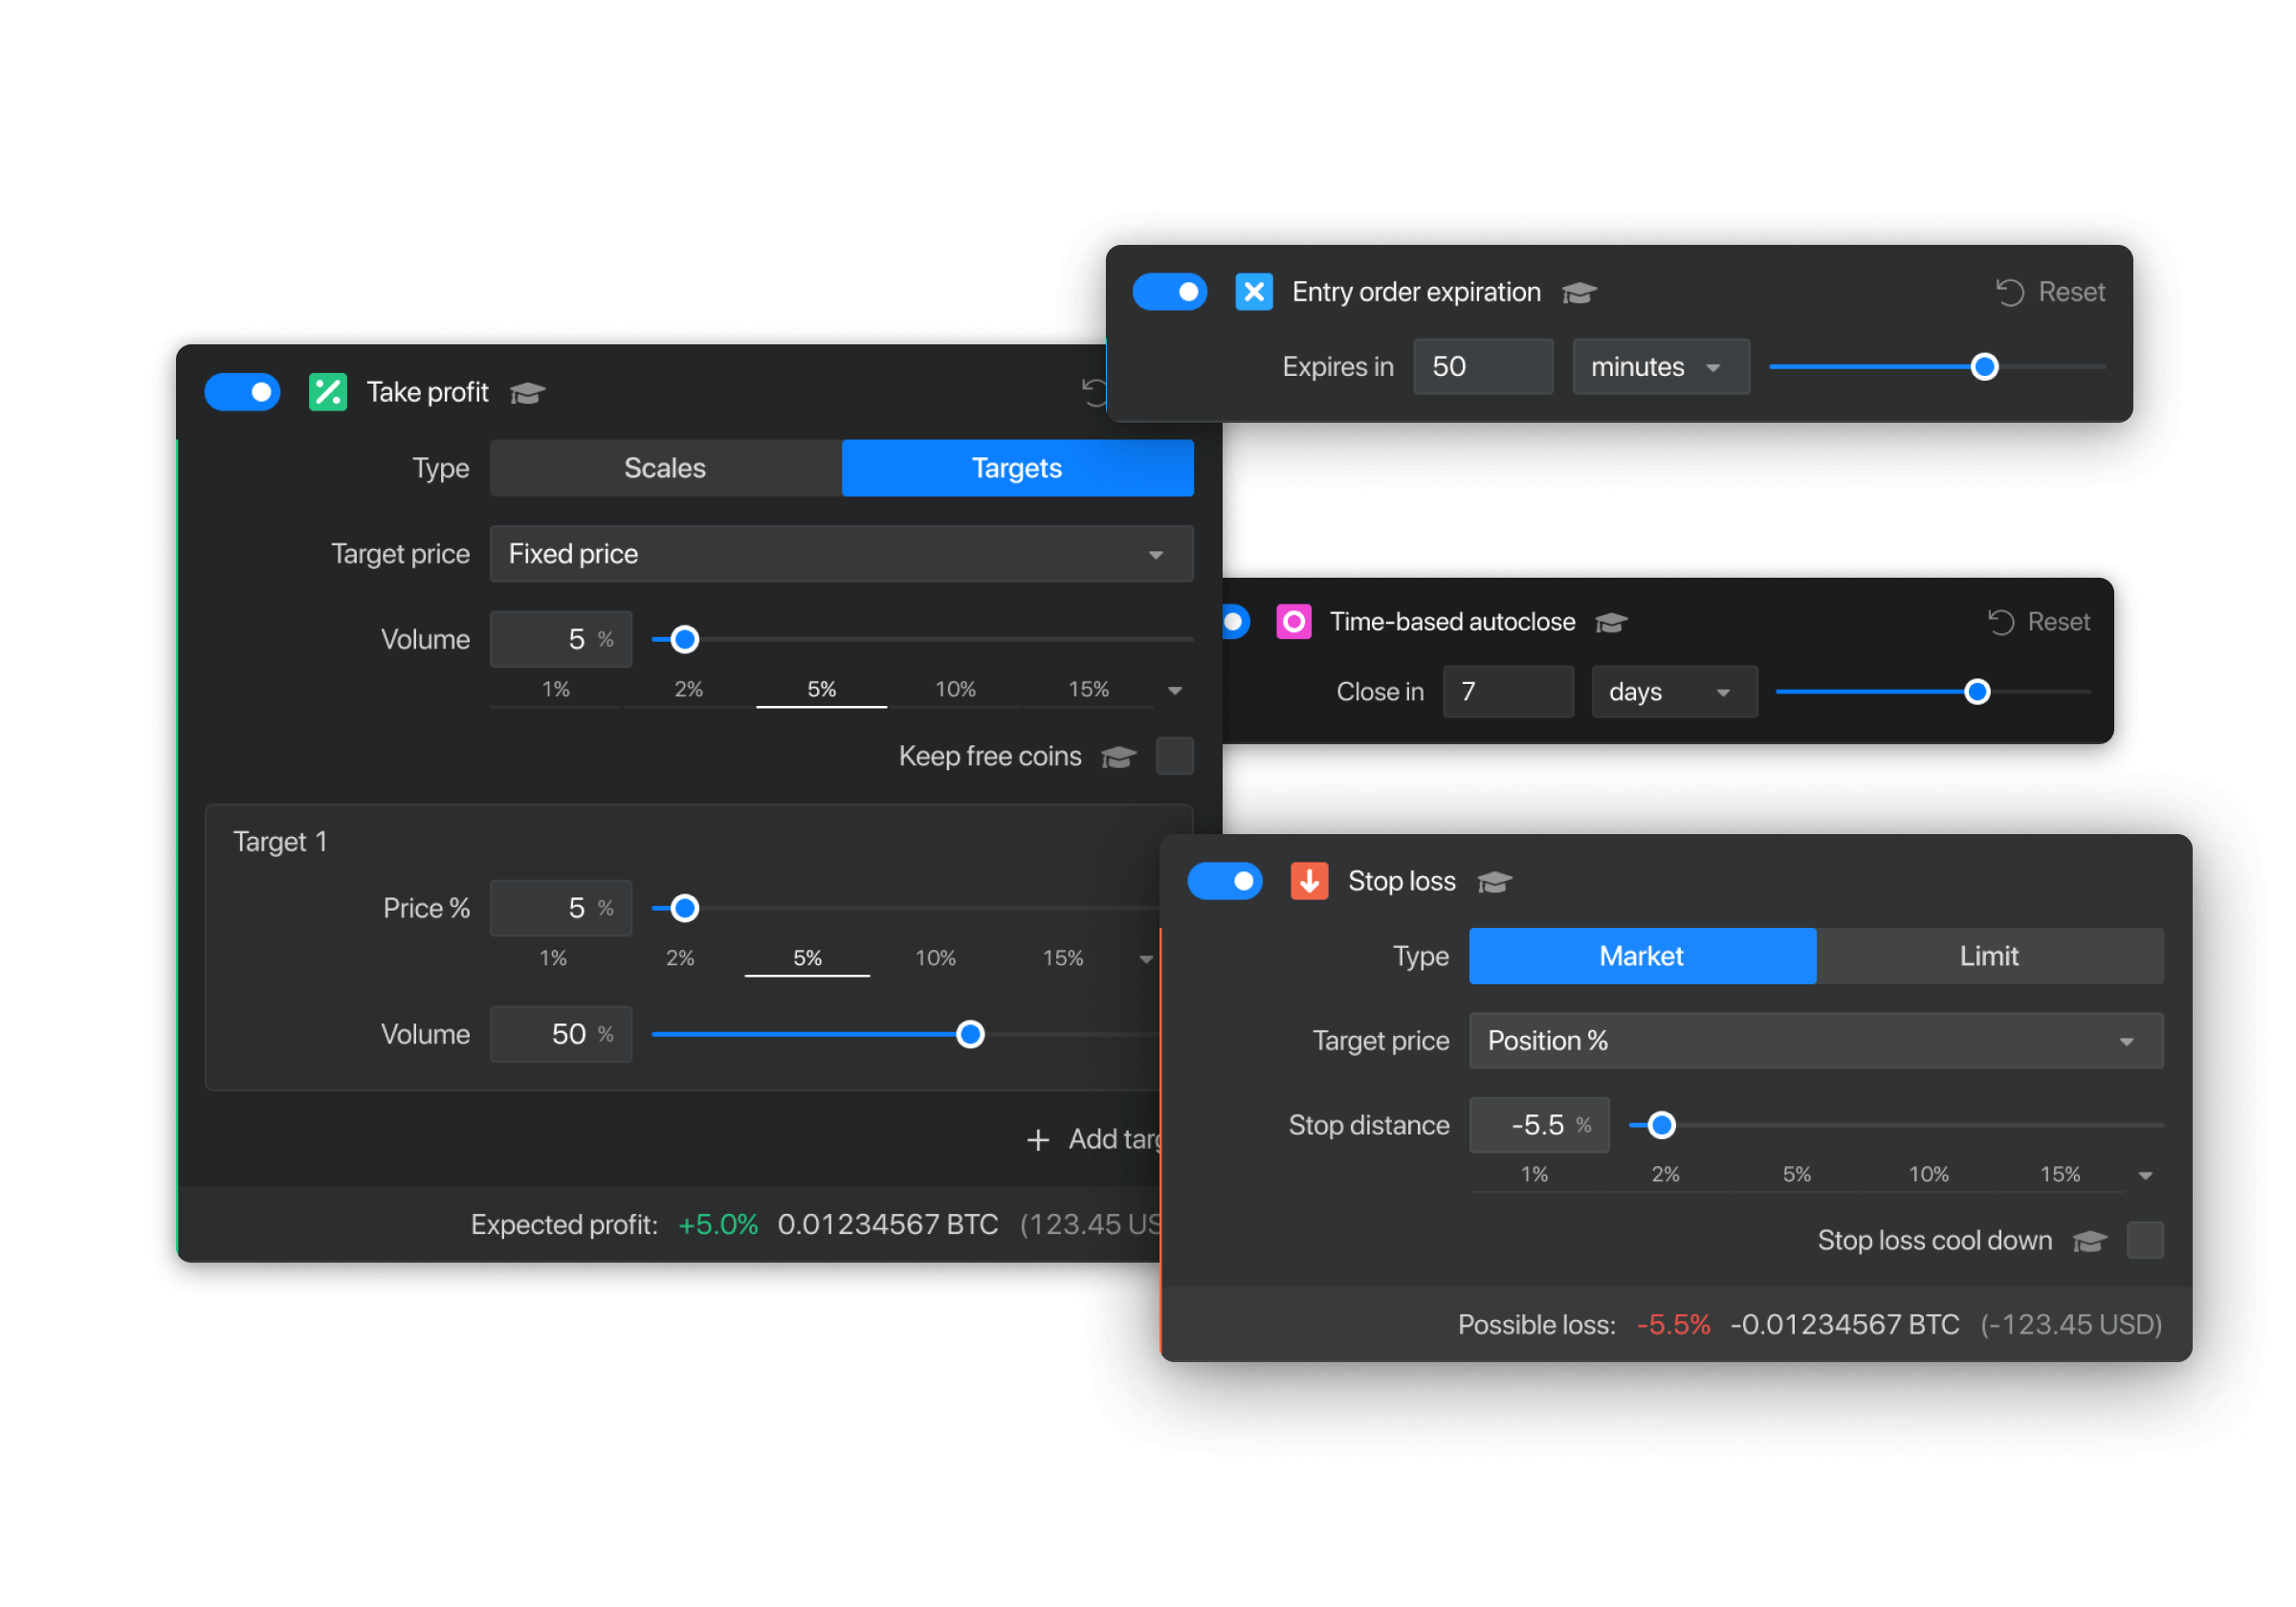 Take profit
Type Scales Targets
Target price Fixed price
Volume 5 %
1% 2% 5% 10% 15%
Keep free coins
Target 1
Price % 5 %
1% 2% 5% 10% 15%
Volume 50 %
+ Add
Expected profit: +5.0% 0.01234567 BTC (123.45
Entry order expiration Reset
Expires in 50 minutes
Time-based autoclose Reset
Close in 7 days
Stop loss
Type Market Limit
Target price Position %
Stop distance -5.5 %
1% 2% 5% 10% 15%
Stop loss cool down
Possible loss: -5.5% -0.01234567 BTC (-123.45 USD)